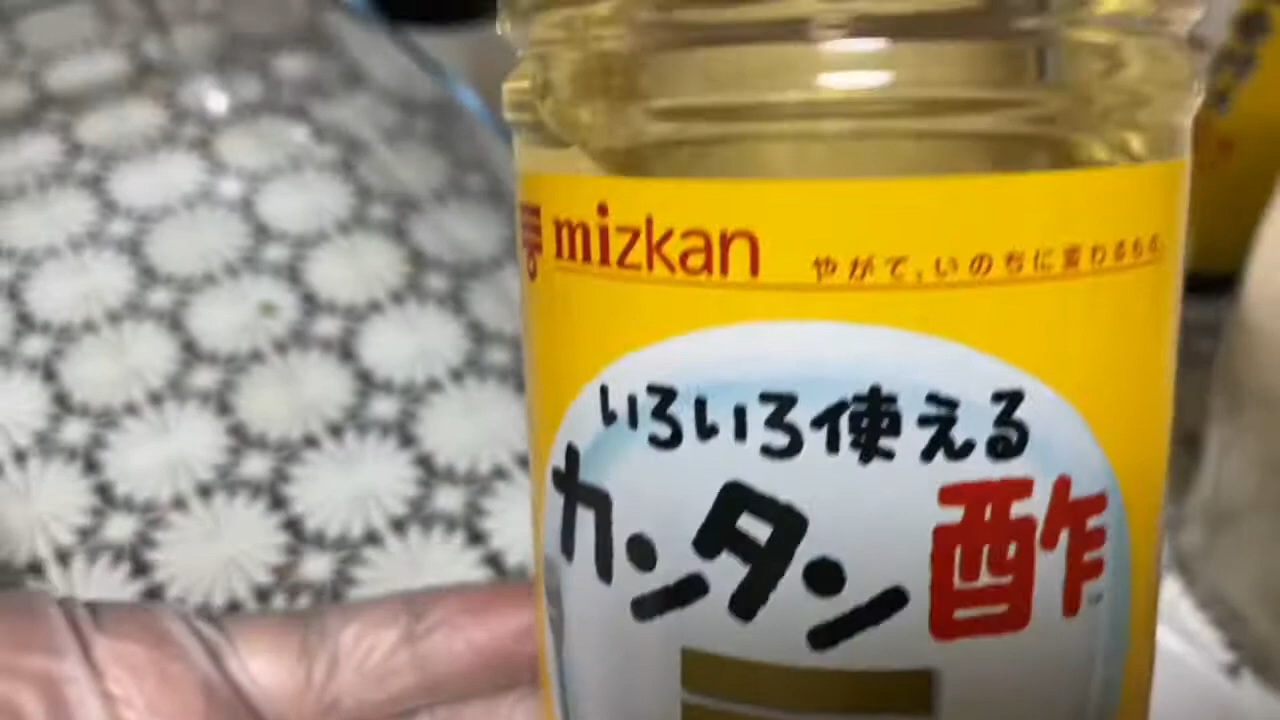 mizkan
やがて、いのちに変わるもの。
いろいろ使える
カンタン酢